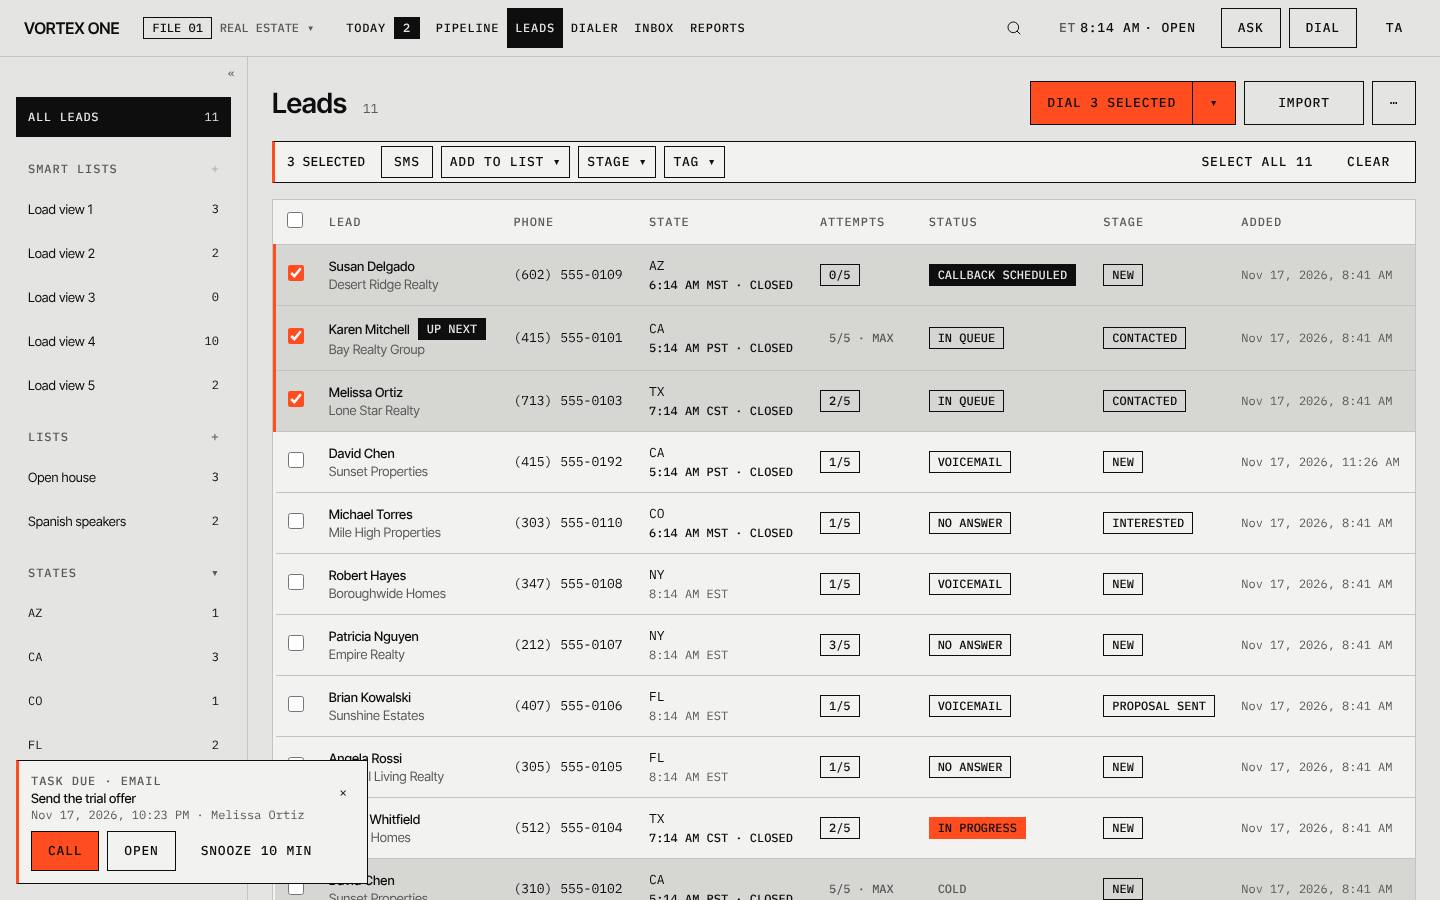 VORTEX ONE
FILE 01 REAL ESTATE ▾
TODAY 2 PIPELINE LEADS DIALER INBOX REPORTS
ET 8:14 AM · OPEN
ASK
DIAL
TA
«
ALL LEADS 11
SMART LISTS +
Load view 1 3
Load view 2 2
Load view 3 0
Load view 4 10
Load view 5 2
LISTS +
Open house 3
Spanish speakers 2
STATES ▾
AZ 1
CA 3
CO 1
FL 2
Leads 11
DIAL 3 SELECTED ▾
IMPORT
⋯
3 SELECTED SMS ADD TO LIST ▾ STAGE ▾ TAG ▾ SELECT ALL 11 CLEAR
LEAD PHONE STATE ATTEMPTS STATUS STAGE ADDED
Susan Delgado (602) 555-0109 AZ 0/5 CALLBACK SCHEDULED NEW Nov 17, 2026, 8:41 AM
Desert Ridge Realty 6:14 AM MST · CLOSED
Karen Mitchell UP NEXT (415) 555-0101 CA 5/5 · MAX IN QUEUE CONTACTED Nov 17, 2026, 8:41 AM
Bay Realty Group 5:14 AM PST · CLOSED
Melissa Ortiz (713) 555-0103 TX 2/5 IN QUEUE CONTACTED Nov 17, 2026, 8:41 AM
Lone Star Realty 7:14 AM CST · CLOSED
David Chen (415) 555-0192 CA 1/5 VOICEMAIL NEW Nov 17, 2026, 11:26 AM
Sunset Properties 5:14 AM PST · CLOSED
Michael Torres (303) 555-0110 CO 1/5 NO ANSWER INTERESTED Nov 17, 2026, 8:41 AM
Mile High Properties 6:14 AM MST · CLOSED
Robert Hayes (347) 555-0108 NY 1/5 VOICEMAIL NEW Nov 17, 2026, 8:41 AM
Boroughwide Homes 8:14 AM EST
Patricia Nguyen (212) 555-0107 NY 3/5 NO ANSWER NEW Nov 17, 2026, 8:41 AM
Empire Realty 8:14 AM EST
Brian Kowalski (407) 555-0106 FL 1/5 VOICEMAIL PROPOSAL SENT Nov 17, 2026, 8:41 AM
Sunshine Estates 8:14 AM EST
Angela Rossi (305) 555-0105 FL 1/5 NO ANSWER NEW Nov 17, 2026, 8:41 AM
Living Realty 8:14 AM EST
Whitfield (512) 555-0104 TX 2/5 IN PROGRESS NEW Nov 17, 2026, 8:41 AM
Homes 7:14 AM CST · CLOSED
Chen (310) 555-0102 CA 5/5 · MAX COLD NEW Nov 17, 2026, 8:41 AM
Sunset Properties 5:14 AM PST · CLOSED
TASK DUE · EMAIL ×
Send the trial offer
Nov 17, 2026, 10:23 PM · Melissa Ortiz
CALL OPEN SNOOZE 10 MIN